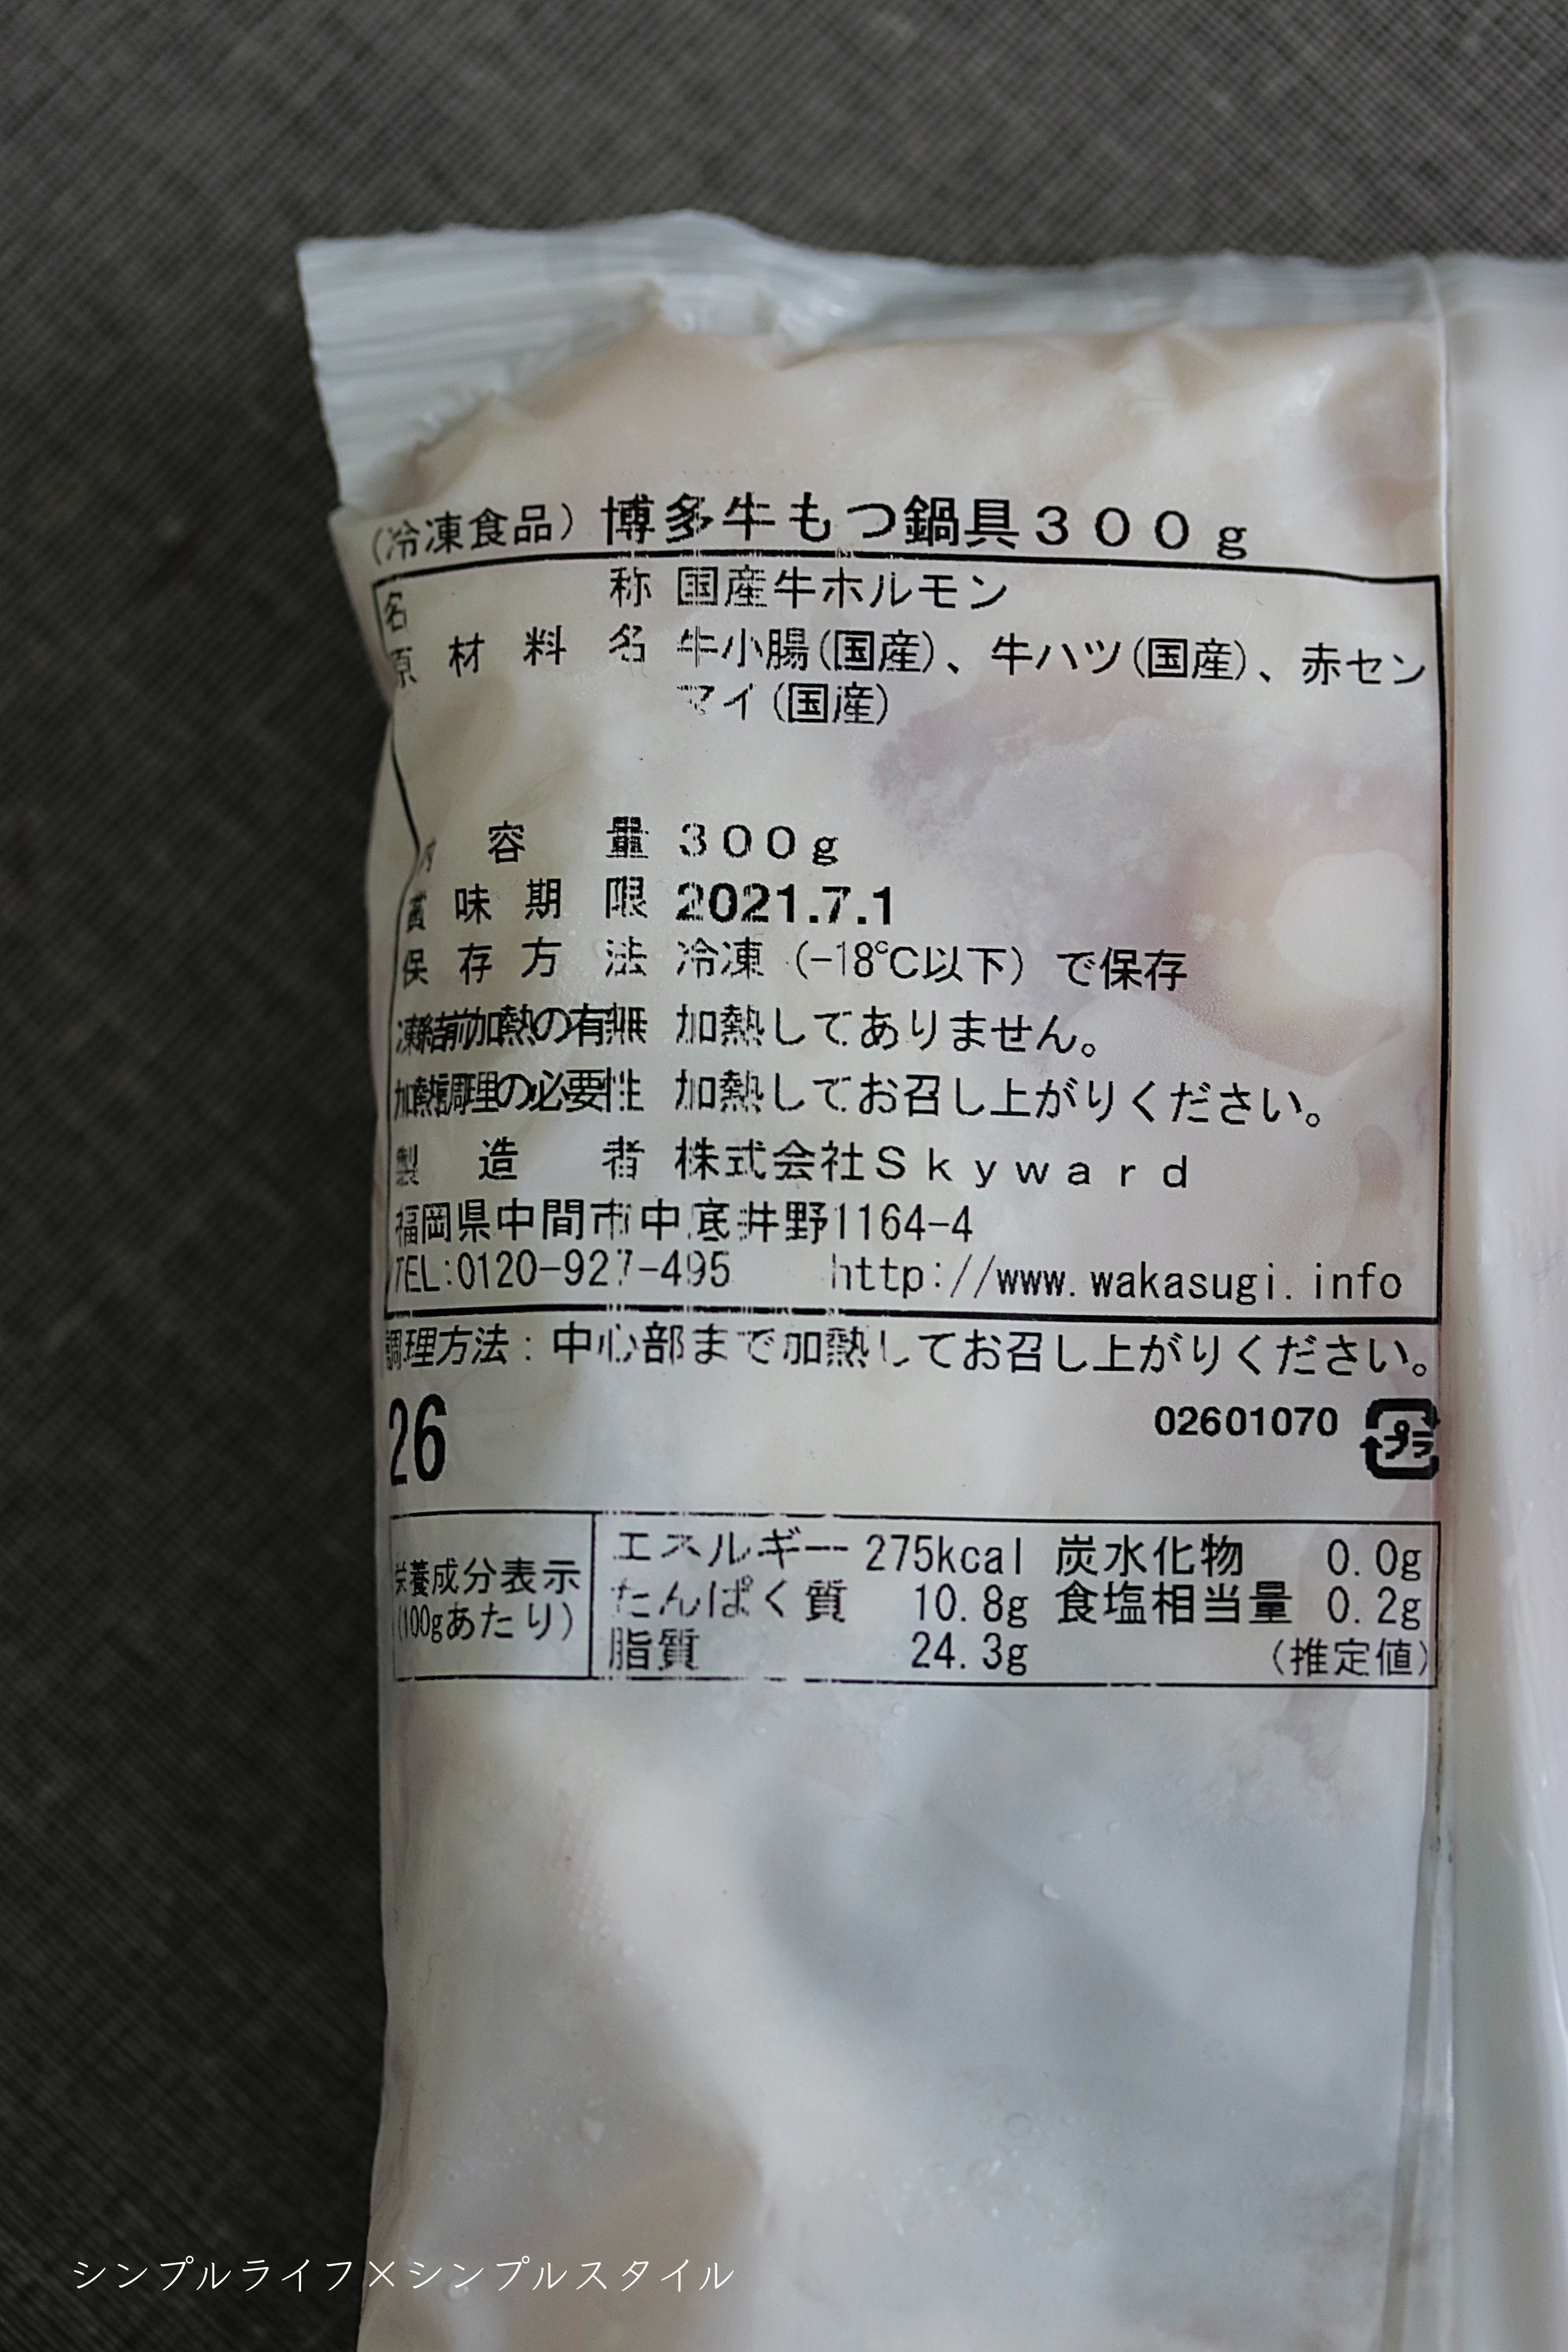 (冷凍食品) 博多牛もつ鍋具300g
名称 国産牛ホルモン
原材料名 牛小腸(国産)、牛ハツ(国産)、赤セン
マイ(国産)
内容量 300g
賞味期限 2021.7.1
保存方法 冷凍（-18℃以下）で保存
凍結前加熱の有無 加熱してありません。
加熱調理の必要性 加熱してお召し上がりください。
製造者 株式会社Skyward
福岡県中間市中底井野1164-4
TEL:0120-927-495 http://www.wakasugi.info
調理方法：中心部まで加熱してお召し上がりください。
26 02601070 プラ
栄養成分表示 エネルギー 275kcal 炭水化物 0.0g
(100gあたり) たんぱく質 10.8g 食塩相当量 0.2g
脂質 24.3g (推定値)
シンプルライフ×シンプルスタイル